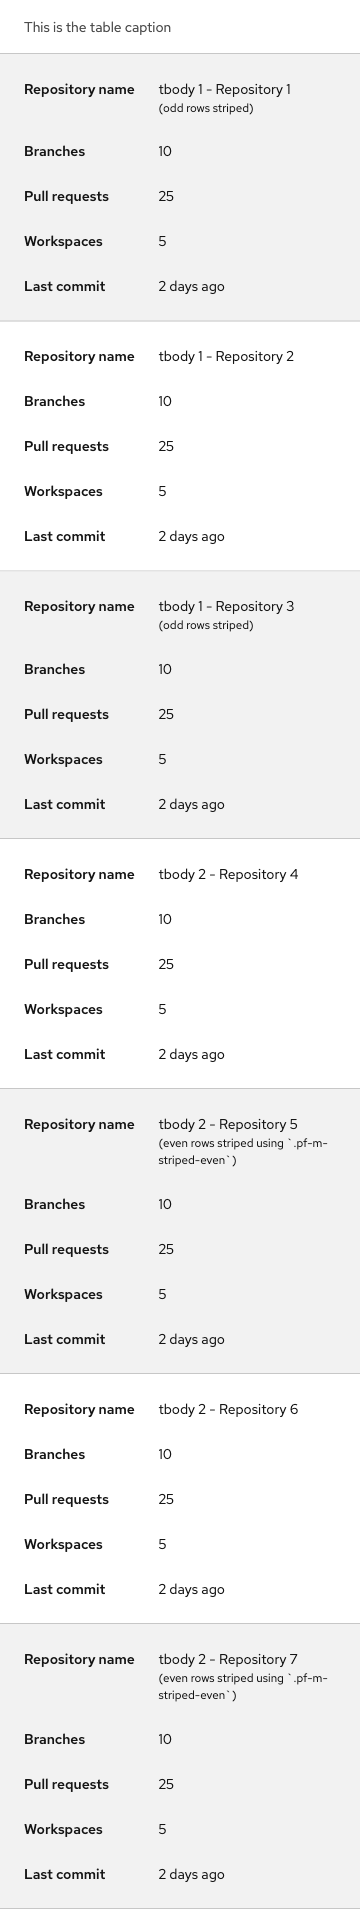 This is the table caption
Repository name tbody 1 - Repository 1
(odd rows striped)
Branches 10
Pull requests 25
Workspaces 5
Last commit 2 days ago
Repository name tbody 1 - Repository 2
Branches 10
Pull requests 25
Workspaces 5
Last commit 2 days ago
Repository name tbody 1 - Repository 3
(odd rows striped)
Branches 10
Pull requests 25
Workspaces 5
Last commit 2 days ago
Repository name tbody 2 - Repository 4
Branches 10
Pull requests 25
Workspaces 5
Last commit 2 days ago
Repository name tbody 2 - Repository 5
(even rows striped using `.pf-m-
striped-even`)
Branches 10
Pull requests 25
Workspaces 5
Last commit 2 days ago
Repository name tbody 2 - Repository 6
Branches 10
Pull requests 25
Workspaces 5
Last commit 2 days ago
Repository name tbody 2 - Repository 7
(even rows striped using `.pf-m-
striped-even`)
Branches 10
Pull requests 25
Workspaces 5
Last commit 2 days ago